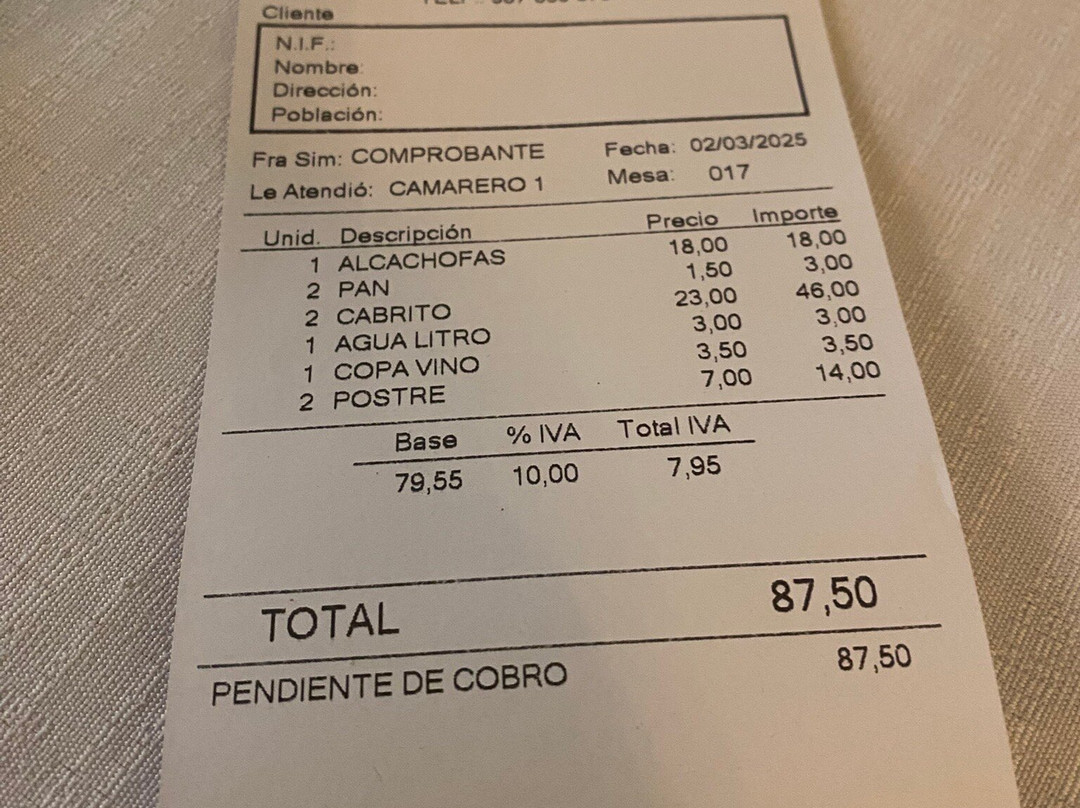 Cliente
N.I.F.:
Nombre:
Dirección:
Población:
Fra Sim: COMPROBANTE Fecha: 02/03/2025
Le Atendió: CAMARERO 1 Mesa: 017
Unid. Descripción Precio Importe
1 ALCACHOFAS 18,00 18,00
2 PAN 1,50 3,00
2 CABRITO 23,00 46,00
1 AGUA LITRO 3,00 3,00
1 COPA VINO 3,50 3,50
2 POSTRE 7,00 14,00
Base % IVA Total IVA
79,55 10,00 7,95
TOTAL 87,50
PENDIENTE DE COBRO 87,50